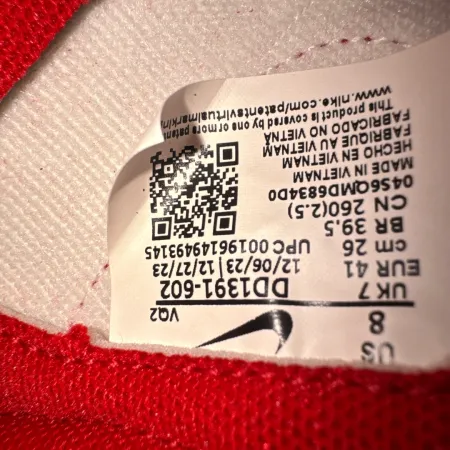 US
8
VQ2
UK 7
DD1391-602
EUR 41
12/06/23 | 12/27/23
cm 26
UPC 00196149493145
BR 39.5
CN 260(2.5)
04S6QMD6834D0
MADE IN VIETNAM
HECHO EN VIETNAM
FABRIQUÉ AU VIETNAM
FABRICADO NO VIETNÃ
This product is covered by one or more patents
www.nike.com/patentsvirtualmarkin